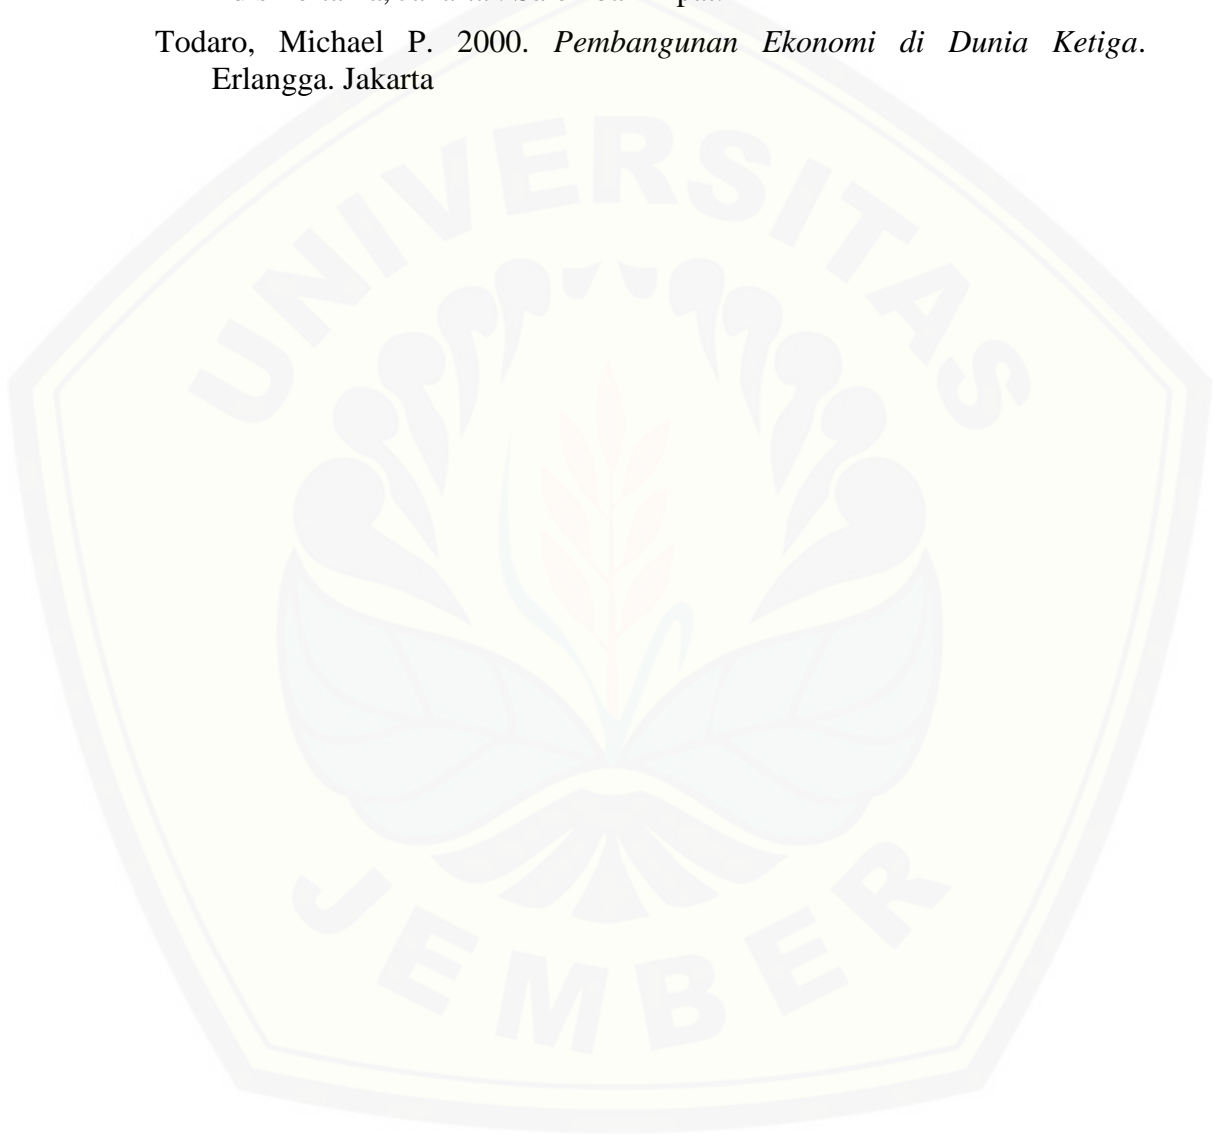 Todaro, Michael P. 2000. Pembangunan Ekonomi di Dunia Ketiga.
Erlangga. Jakarta
UNIVERSITAS
JEMBER